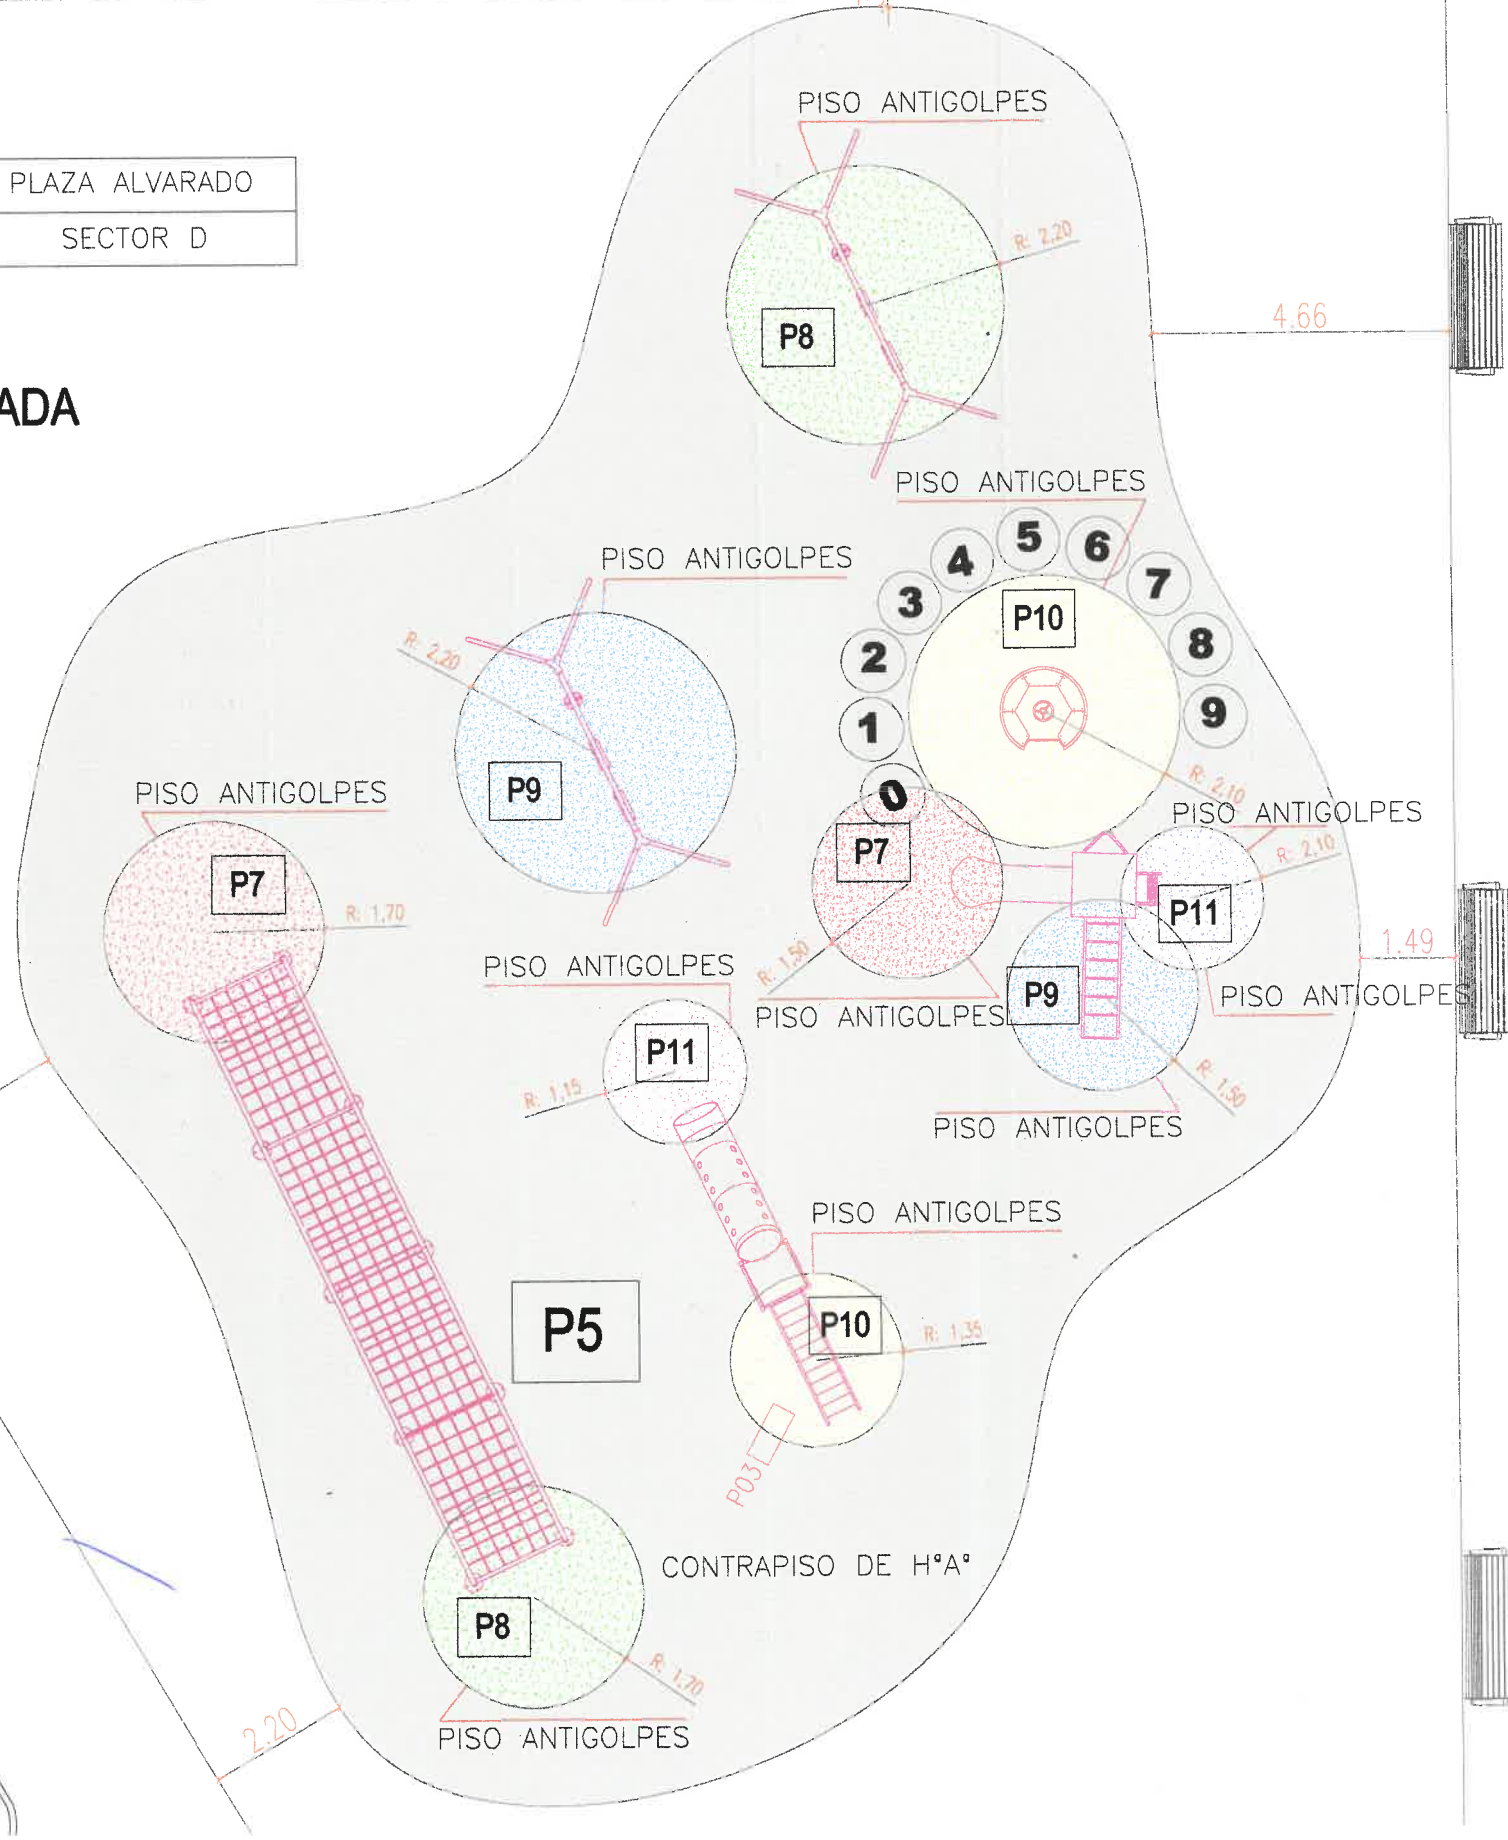 PISO ANTIGOLPES
PLAZA ALVARADO
SECTOR D
R: 2,20
4.66
P8
ADA
PISO ANTIGOLPES
5
6
4
PISO ANTIGOLPES
7
3
P10
8
R: 2,20
2
9
1
R: 2,10
P9
PISO ANTIGOLPES
0
PISO ANTIGOLPES
P7
R: 2,10
P7
P11
R: 1,70
1.49
R: 1,50
PISO ANTIGOLPES
P9
PISO ANTIGOLPES
PISO ANTIGOLPES
P11
R: 1,15
R: 1,50
PISO ANTIGOLPES
PISO ANTIGOLPES
P5
P10
R: 1,35
P03
CONTRAPISO DE HºAº
P8
R: 1,70
2.20
PISO ANTIGOLPES